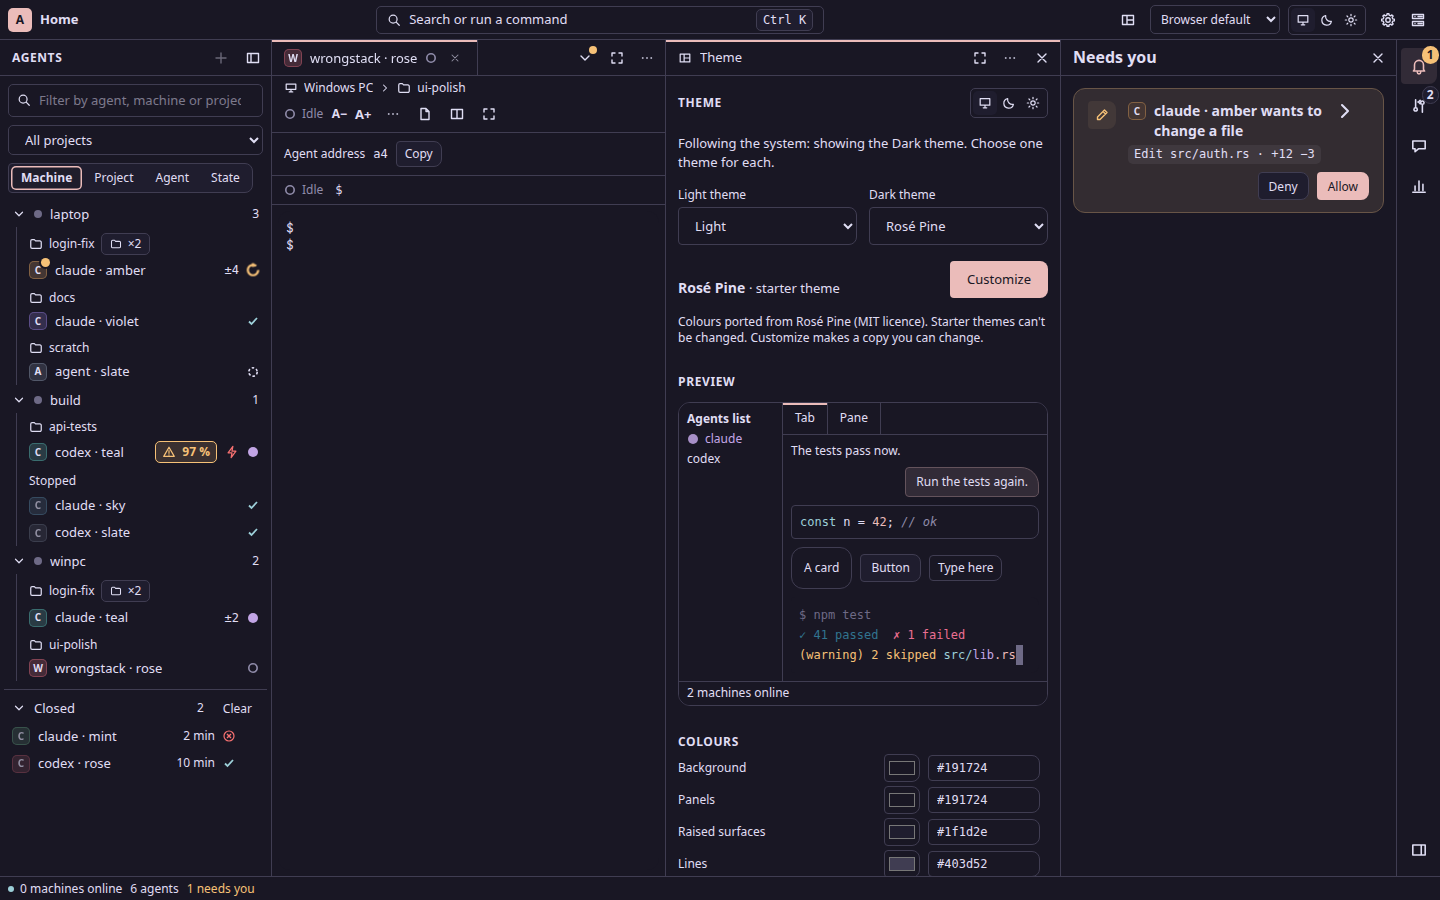 A Home
Search or run a command
Ctrl K
Browser default
AGENTS
Filter by agent, machine or project
All projects
Machine Project Agent State
laptop 3
login-fix ×2
C claude · amber ±4
docs
C claude · violet
scratch
A agent · slate
build 1
api-tests
C codex · teal 97 %
Stopped
C claude · sky
C codex · slate
winpc 2
login-fix ×2
C claude · teal ±2
ui-polish
W wrongstack · rose
Closed 2 Clear
C claude · mint 2 min
C codex · rose 10 min
W wrongstack · rose
Windows PC ui-polish
Idle A− A+
Agent address a4 Copy
Idle $
$
$
Theme
THEME
Following the system: showing the Dark theme. Choose one
theme for each.
Light theme Dark theme
Light Rosé Pine
Rosé Pine · starter theme Customize
Colours ported from Rosé Pine (MIT licence). Starter themes can't
be changed. Customize makes a copy you can change.
PREVIEW
Agents list
claude
codex
Tab Pane
The tests pass now.
Run the tests again.
const n = 42; // ok
A card Button Type here
$ npm test
✓ 41 passed ✗ 1 failed
(warning) 2 skipped src/lib.rs
2 machines online
COLOURS
Background #191724
Panels #191724
Raised surfaces #1f1d2e
Lines #403d52
Needs you
C claude · amber wants to
change a file
Edit src/auth.rs · +12 −3
Deny Allow
1
2
0 machines online 6 agents 1 needs you